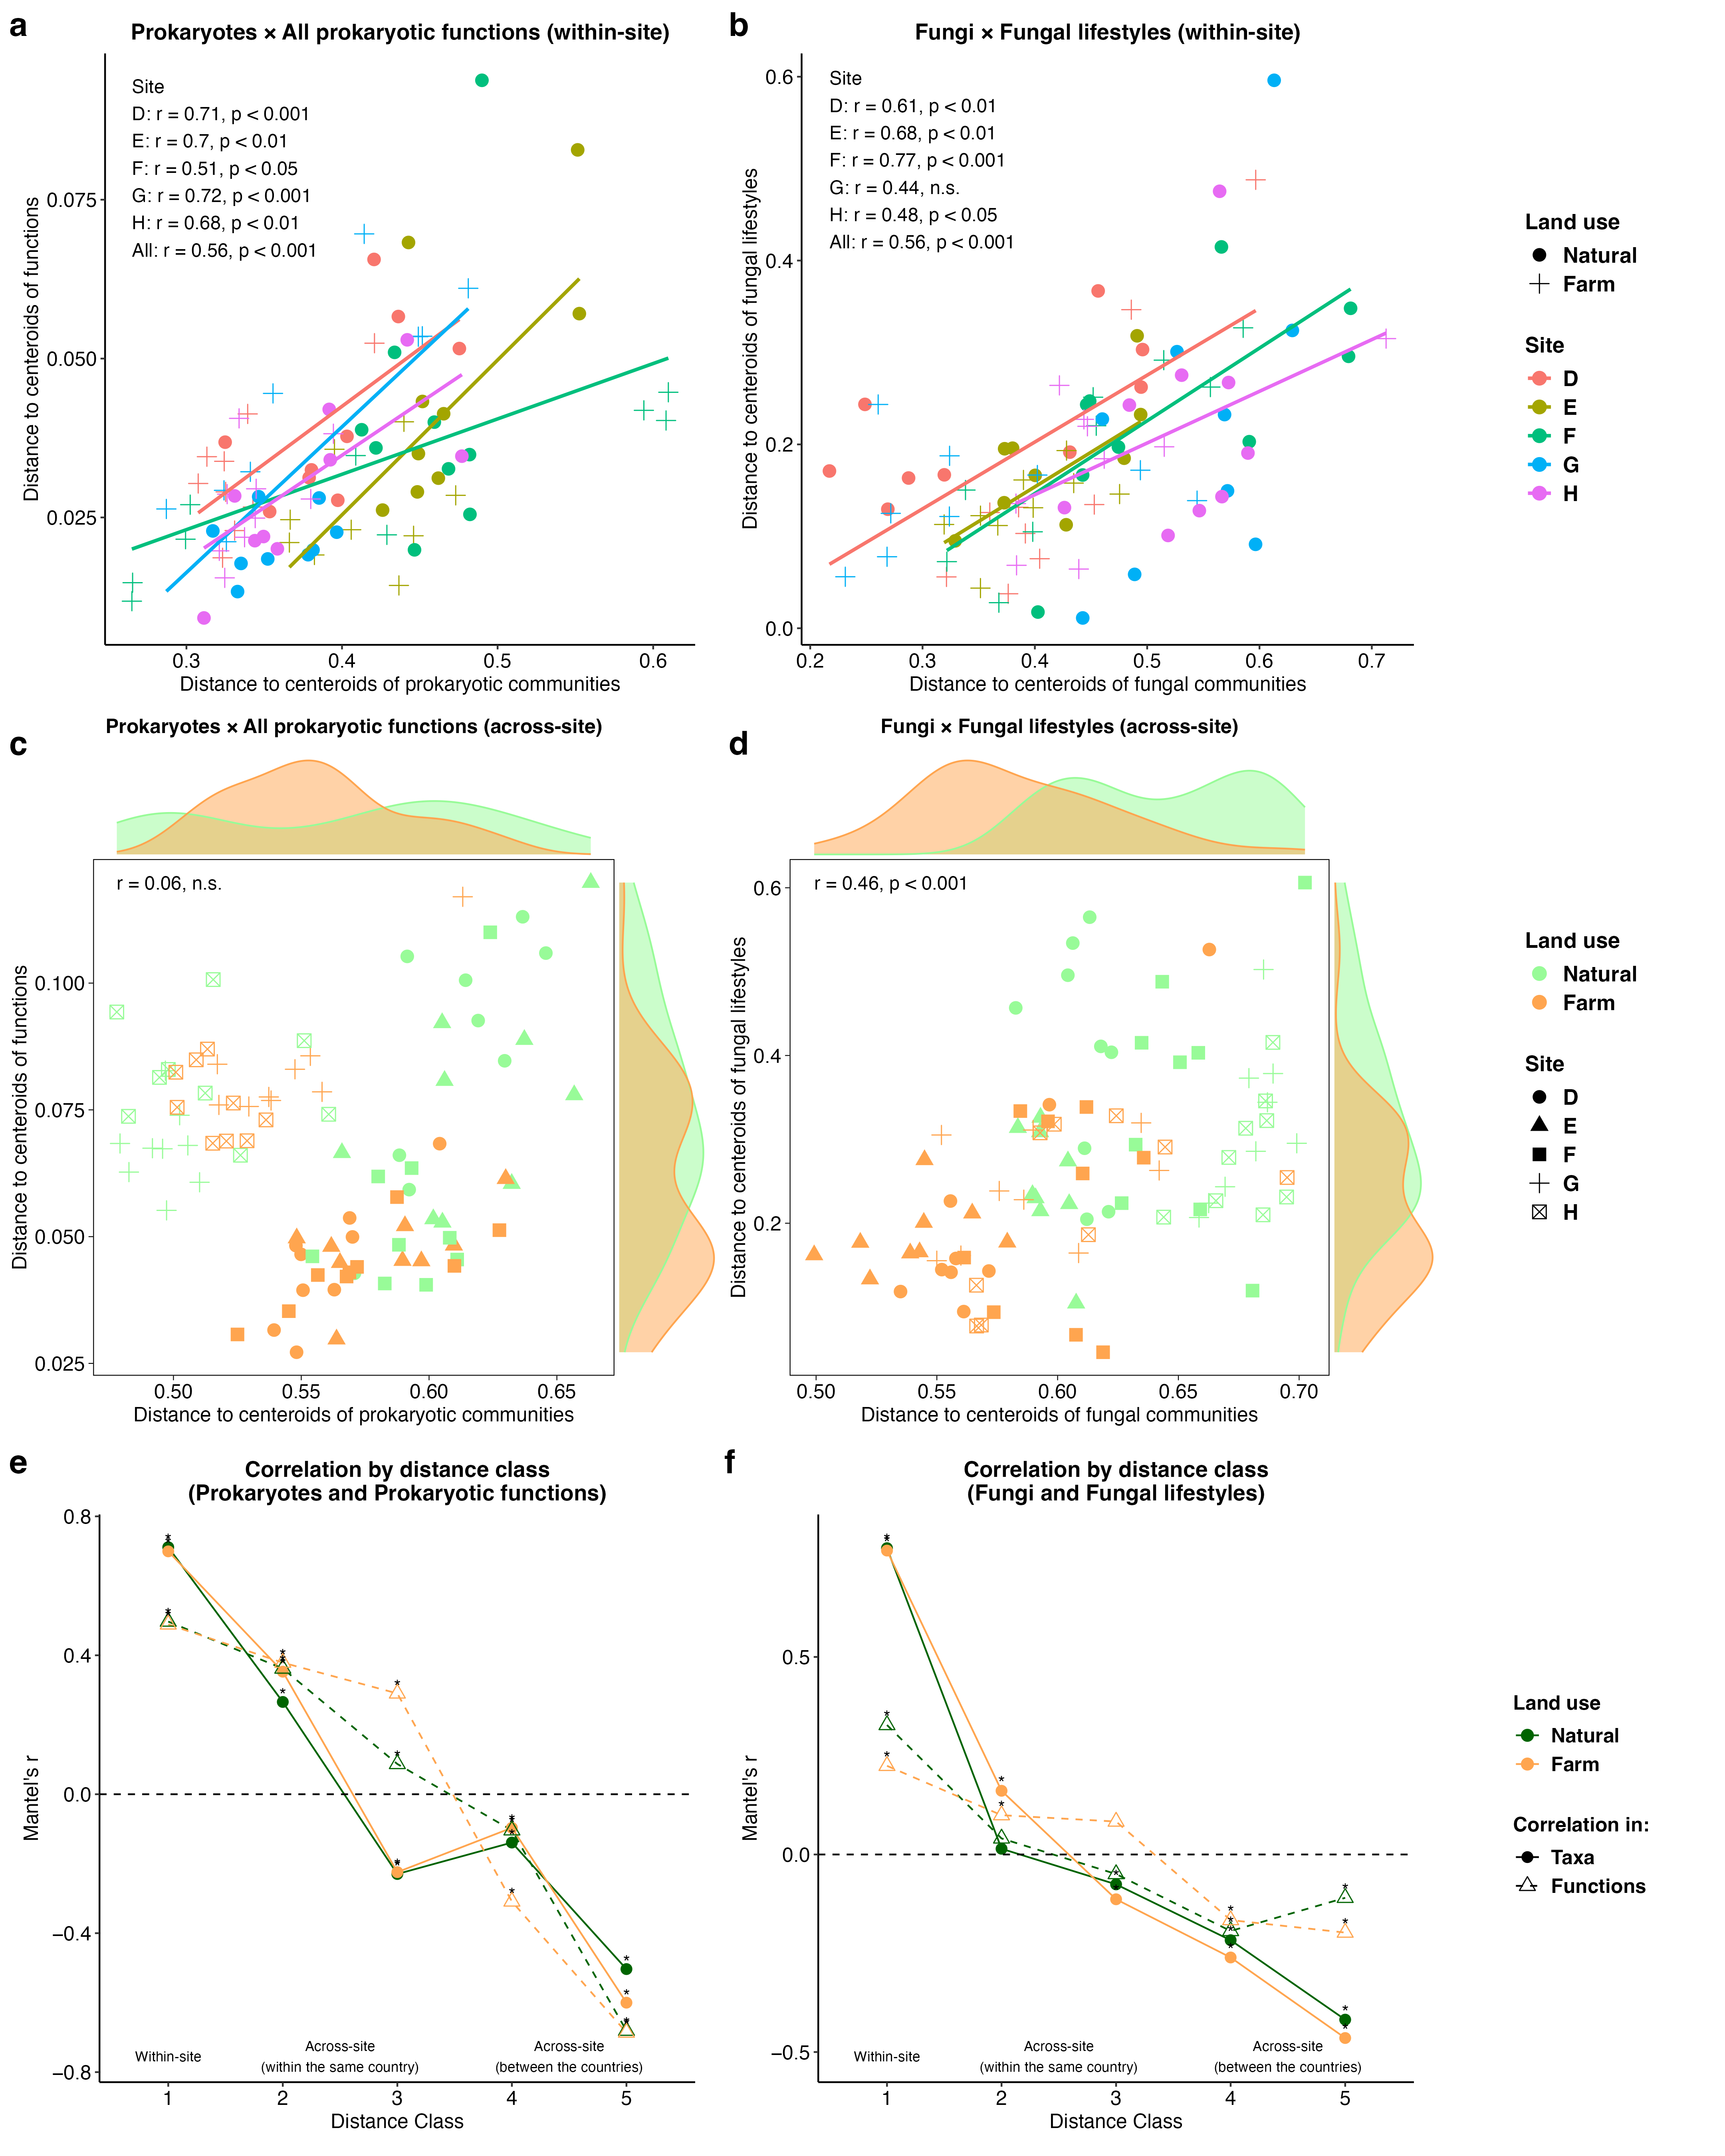 a
Prokaryotes × All prokaryotic functions (within-site)
Site
D: r = 0.71, p < 0.001
E: r = 0.7, p < 0.01
F: r = 0.51, p < 0.05
G: r = 0.72, p < 0.001
H: r = 0.68, p < 0.01
All: r = 0.56, p < 0.001
Distance to centeroids of functions
0.075
0.050
0.025
0.3 0.4 0.5 0.6
Distance to centeroids of prokaryotic communities
b
Fungi × Fungal lifestyles (within-site)
Site
D: r = 0.61, p < 0.01
E: r = 0.68, p < 0.01
F: r = 0.77, p < 0.001
G: r = 0.44, n.s.
H: r = 0.48, p < 0.05
All: r = 0.56, p < 0.001
Distance to centeroids of fungal lifestyles
0.6
0.4
0.2
0.0
0.2 0.3 0.4 0.5 0.6 0.7
Distance to centeroids of fungal communities
Land use
Natural
Farm
Site
D
E
F
G
H
c
Prokaryotes × All prokaryotic functions (across-site)
r = 0.06, n.s.
Distance to centeroids of functions
0.100
0.075
0.050
0.025
0.50 0.55 0.60 0.65
Distance to centeroids of prokaryotic communities
d
Fungi × Fungal lifestyles (across-site)
r = 0.46, p < 0.001
Distance to centeroids of fungal lifestyles
0.6
0.4
0.2
0.50 0.55 0.60 0.65 0.70
Distance to centeroids of fungal communities
Land use
Natural
Farm
Site
D
E
F
G
H
e
Correlation by distance class
(Prokaryotes and Prokaryotic functions)
Mantel's r
0.8
0.4
0.0
−0.4
−0.8
Within-site
Across-site
(within the same country)
Across-site
(between the countries)
1 2 3 4 5
Distance Class
f
Correlation by distance class
(Fungi and Fungal lifestyles)
Mantel's r
0.5
0.0
−0.5
Within-site
Across-site
(within the same country)
Across-site
(between the countries)
1 2 3 4 5
Distance Class
Land use
Natural
Farm
Correlation in:
Taxa
Functions